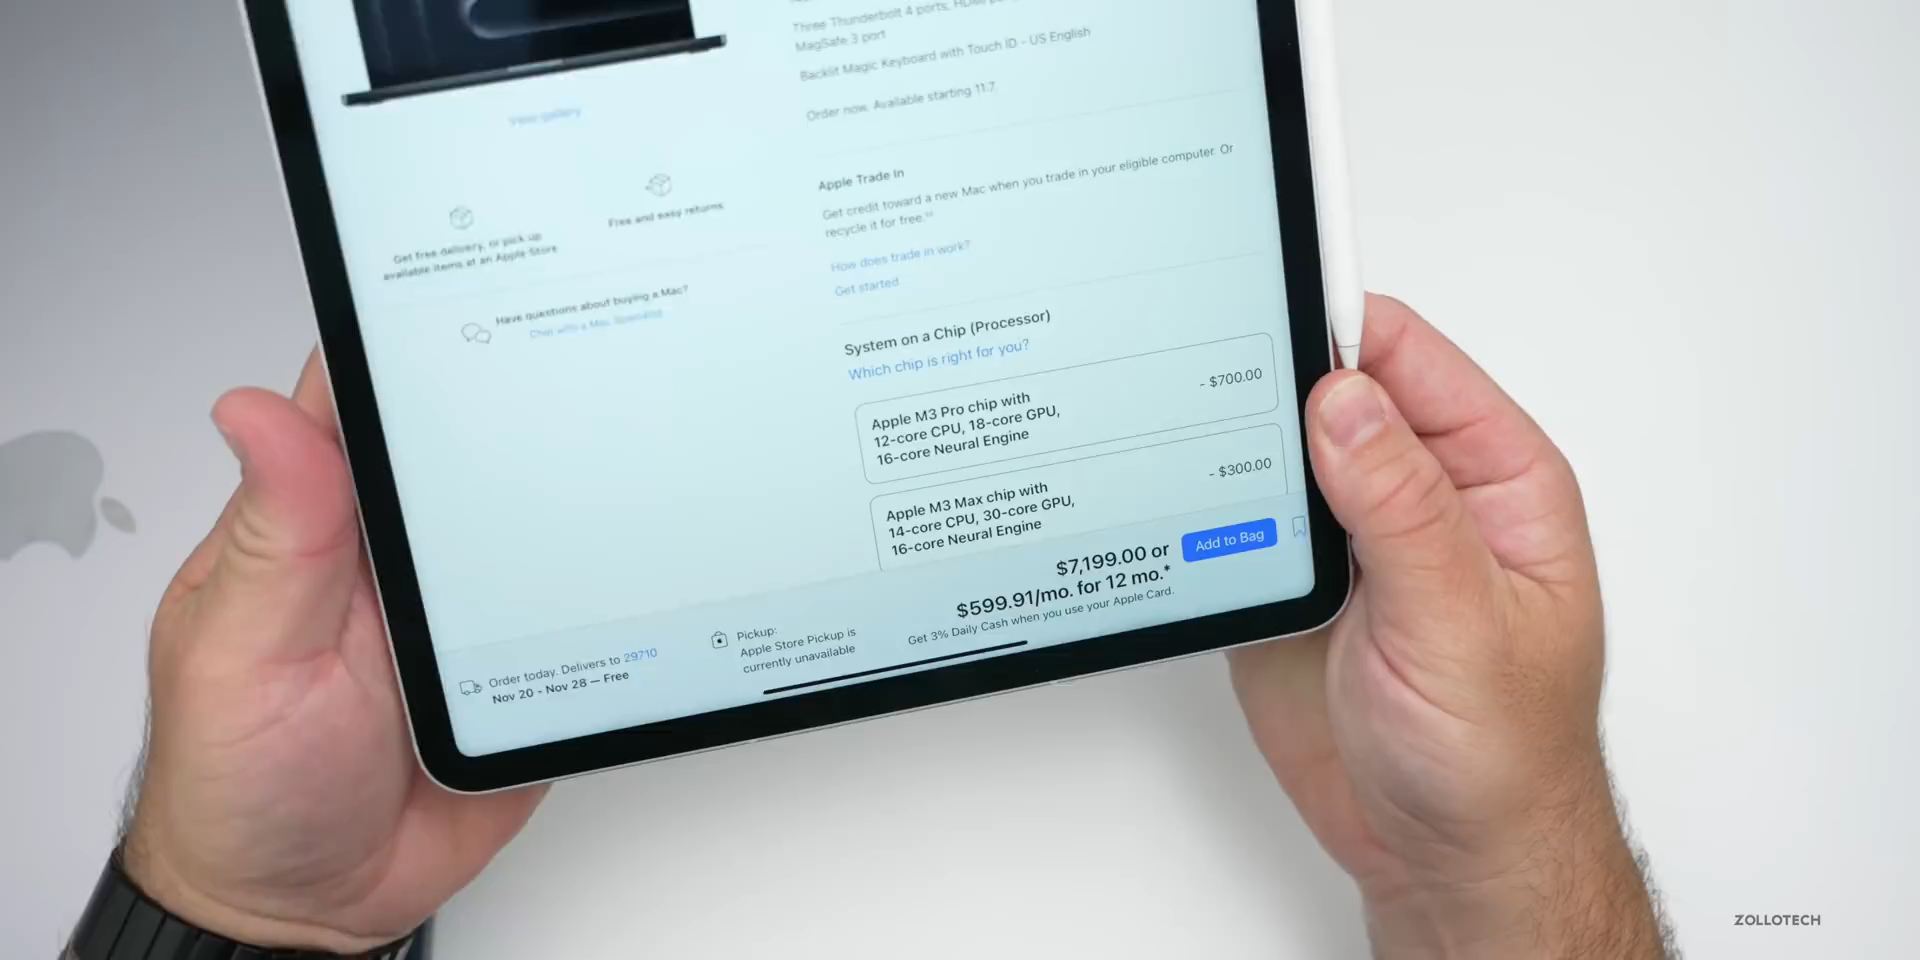 Three Thunderbolt 4 ports, HDMI
MagSafe 3 port
Backlit Magic Keyboard with Touch ID - US English
Order now. Available starting 11.7
View gallery
Get free delivery, or pick up
available items at an Apple Store
Free and easy returns
Have questions about buying a Mac?
Chat with a Mac Specialist
Apple Trade In
Get credit toward a new Mac when you trade in your eligible computer. Or
recycle it for free.**
How does trade in work?
Get started
System on a Chip (Processor)
Which chip is right for you?
Apple M3 Pro chip with
12-core CPU, 18-core GPU,
16-core Neural Engine
- $700.00
Apple M3 Max chip with
14-core CPU, 30-core GPU,
16-core Neural Engine
- $300.00
$7,199.00 or
$599.91/mo. for 12 mo.*
Get 3% Daily Cash when you use your Apple Card.
Add to Bag
Order today. Delivers to 29710
Nov 20 - Nov 28 — Free
Pickup:
Apple Store Pickup is
currently unavailable
ZOLLOTECH